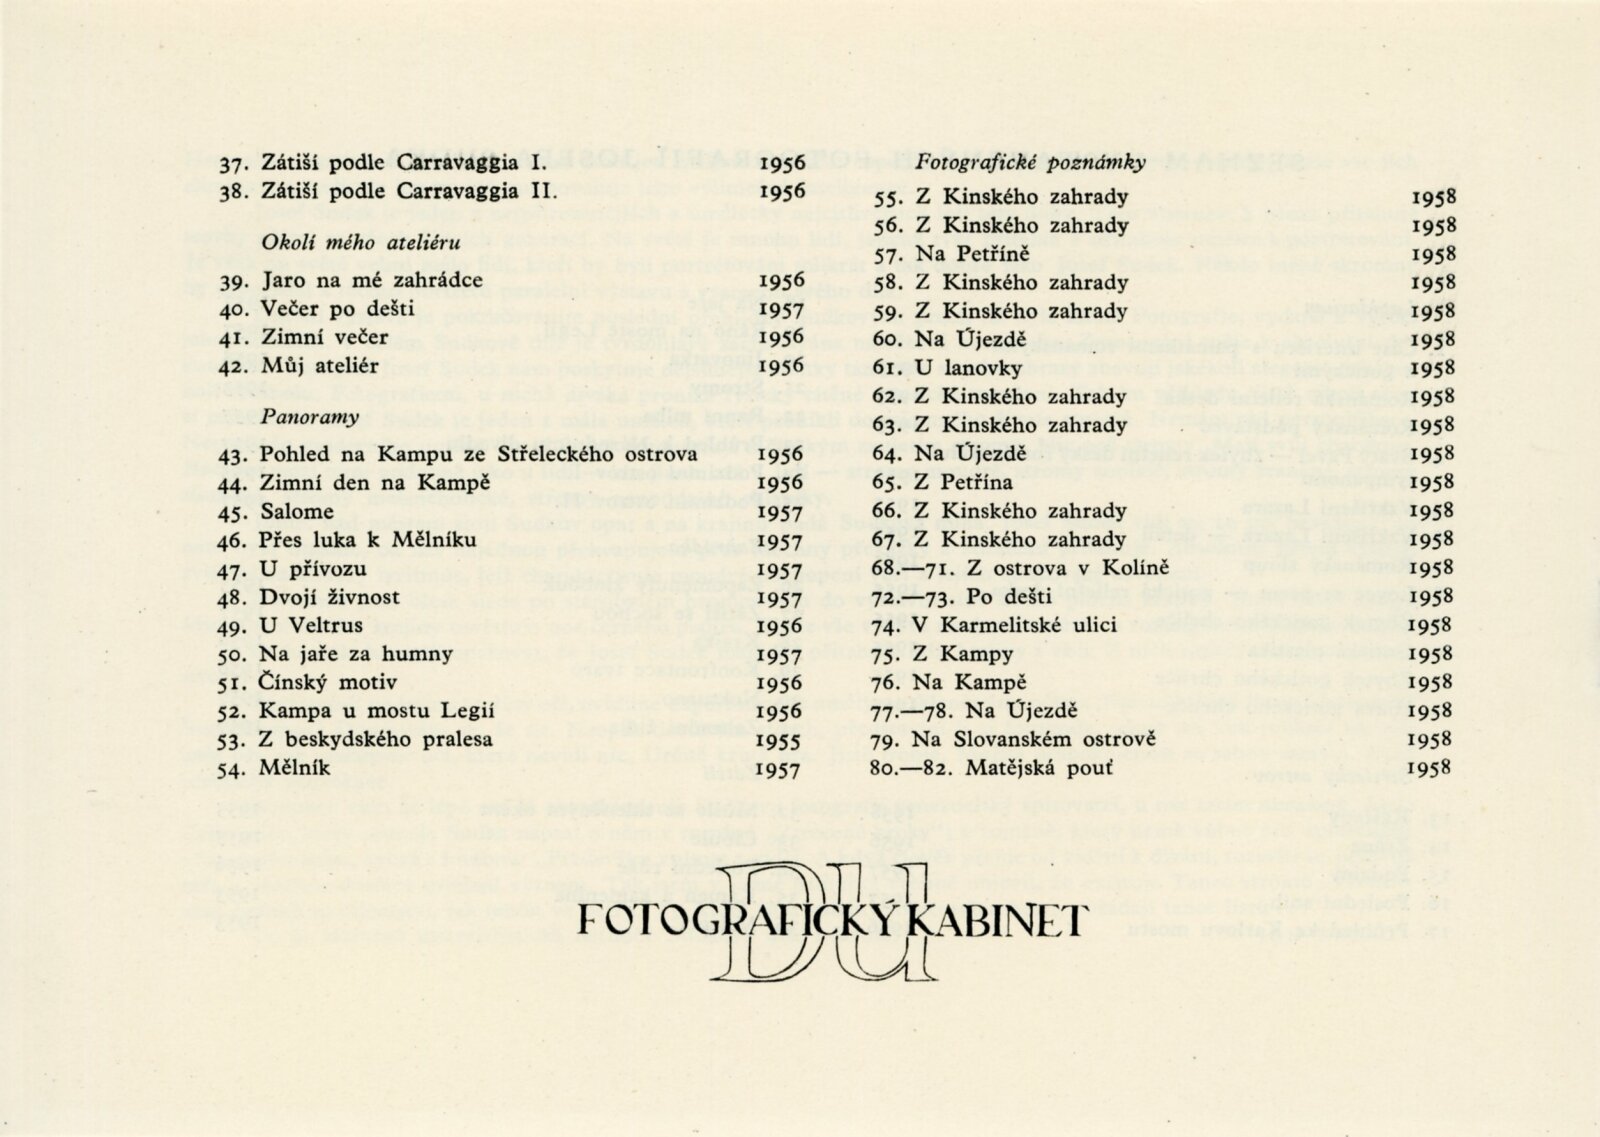 37. Zátiší podle Carravaggia I. 1956
38. Zátiší podle Carravaggia II. 1956
Okolí mého ateliéru
39. Jaro na mé zahrádce 1956
40. Večer po dešti 1957
41. Zimní večer 1956
42. Můj ateliér 1956
Panoramy
43. Pohled na Kampu ze Střeleckého ostrova 1956
44. Zimní den na Kampě 1956
45. Salome 1957
46. Přes luka k Mělníku 1957
47. U přívozu 1957
48. Dvojí živnost 1957
49. U Veltrus 1956
50. Na jaře za humny 1957
51. Čínský motiv 1956
52. Kampa u mostu Legií 1956
53. Z beskydského pralesa 1955
54. Mělník 1957
Fotografické poznámky
55. Z Kinského zahrady 1958
56. Z Kinského zahrady 1958
57. Na Petříně 1958
58. Z Kinského zahrady 1958
59. Z Kinského zahrady 1958
60. Na Újezdě 1958
61. U lanovky 1958
62. Z Kinského zahrady 1958
63. Z Kinského zahrady 1958
64. Na Újezdě 1958
65. Z Petřína 1958
66. Z Kinského zahrady 1958
67. Z Kinského zahrady 1958
68.—71. Z ostrova v Kolíně 1958
72.—73. Po dešti 1958
74. V Karmelitské ulici 1958
75. Z Kampy 1958
76. Na Kampě 1958
77.—78. Na Újezdě 1958
79. Na Slovanském ostrově 1958
80.—82. Matějská pouť 1958
DU
FOTOGRAFICKÝ KABINET